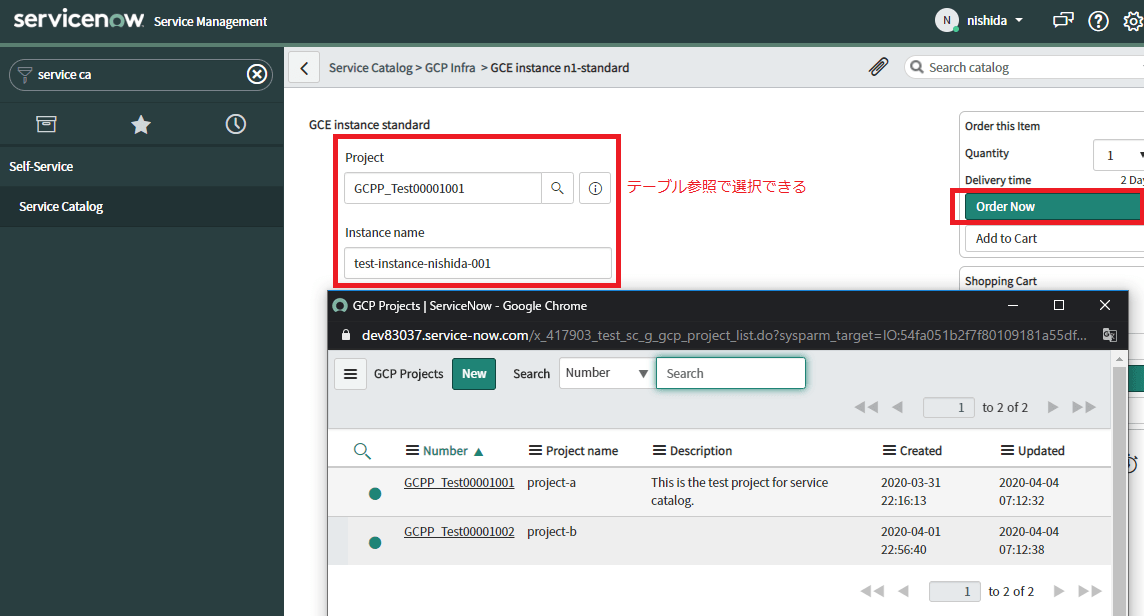 servicenow. Service Management
N nishida
service ca
Service Catalog > GCP Infra > GCE instance n1-standard
Search catalog
Self-Service
Service Catalog
GCE instance standard
Project
GCPP_Test00001001
テーブル参照で選択できる
Instance name
test-instance-nishida-001
Order this Item
Quantity
1
Delivery time
2 Day
Order Now
Add to Cart
Shopping Cart
GCP Projects | ServiceNow - Google Chrome
dev83037.service-now.com/x_417903_test_sc_g_gcp_project_list.do?sysparm_target=IO:54fa051b2f7f80109181a55df...
GCP Projects New Search Number Search
1 to 2 of 2
Number Project name Description Created Updated
GCPP_Test00001001 project-a This is the test project for service catalog. 2020-03-31 22:16:13 2020-04-04 07:12:32
GCPP_Test00001002 project-b 2020-04-01 22:56:40 2020-04-04 07:12:38
1 to 2 of 2